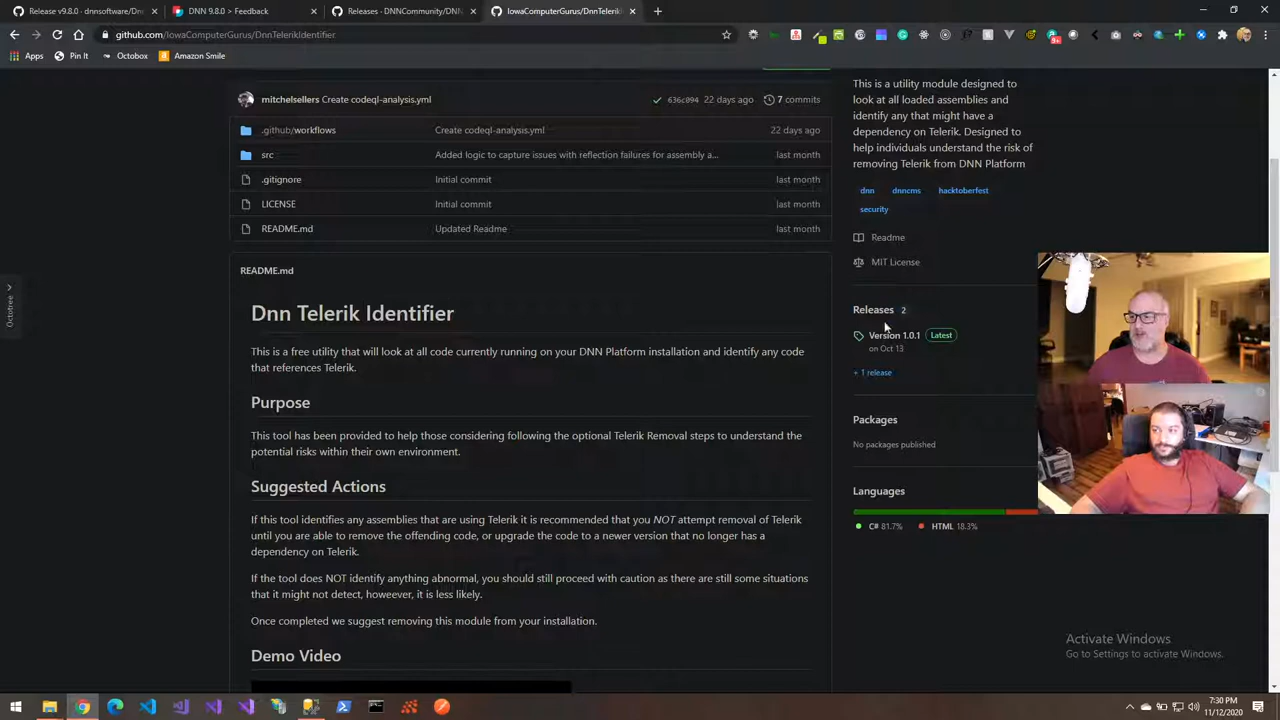 Release v9.8.0 · dnnsoftware/Dnn
DNN 9.8.0 > Feedback
Releases · DNNCommunity/DNN
IowaComputerGurus/DnnTelerikIde
github.com/IowaComputerGurus/DnnTelerikIdentifier
Apps
Pin It
Octobox
Amazon Smile
Octotree
mitchelsellers Create codeql-analysis.yml
636c094 22 days ago
7 commits
.github/workflows
Create codeql-analysis.yml
22 days ago
src
Added logic to capture issues with reflection failures for assembly a...
last month
.gitignore
Initial commit
last month
LICENSE
Initial commit
last month
README.md
Updated Readme
last month
README.md
Dnn Telerik Identifier
This is a free utility that will look at all code currently running on your DNN Platform installation and identify any code
that references Telerik.
Purpose
This tool has been provided to help those considering following the optional Telerik Removal steps to understand the
potential risks within their own environment.
Suggested Actions
If this tool identifies any assemblies that are using Telerik it is recommended that you NOT attempt removal of Telerik
until you are able to remove the offending code, or upgrade the code to a newer version that no longer has a
dependency on Telerik.
If the tool does NOT identify anything abnormal, you should still proceed with caution as there are still some situations
that it might not detect, however, it is less likely.
Once completed we suggest removing this module from your installation.
Demo Video
This is a utility module designed to
look at all loaded assemblies and
identify any that might have a
dependency on Telerik. Designed to
help individuals understand the risk of
removing Telerik from DNN Platform
dnn
dnncms
hacktoberfest
security
Readme
MIT License
Releases 2
Version 1.0.1 Latest
on Oct 13
+ 1 release
Packages
No packages published
Languages
C# 81.7%
HTML 18.3%
Activate Windows
Go to Settings to activate Windows.
7:30 PM
11/12/2020